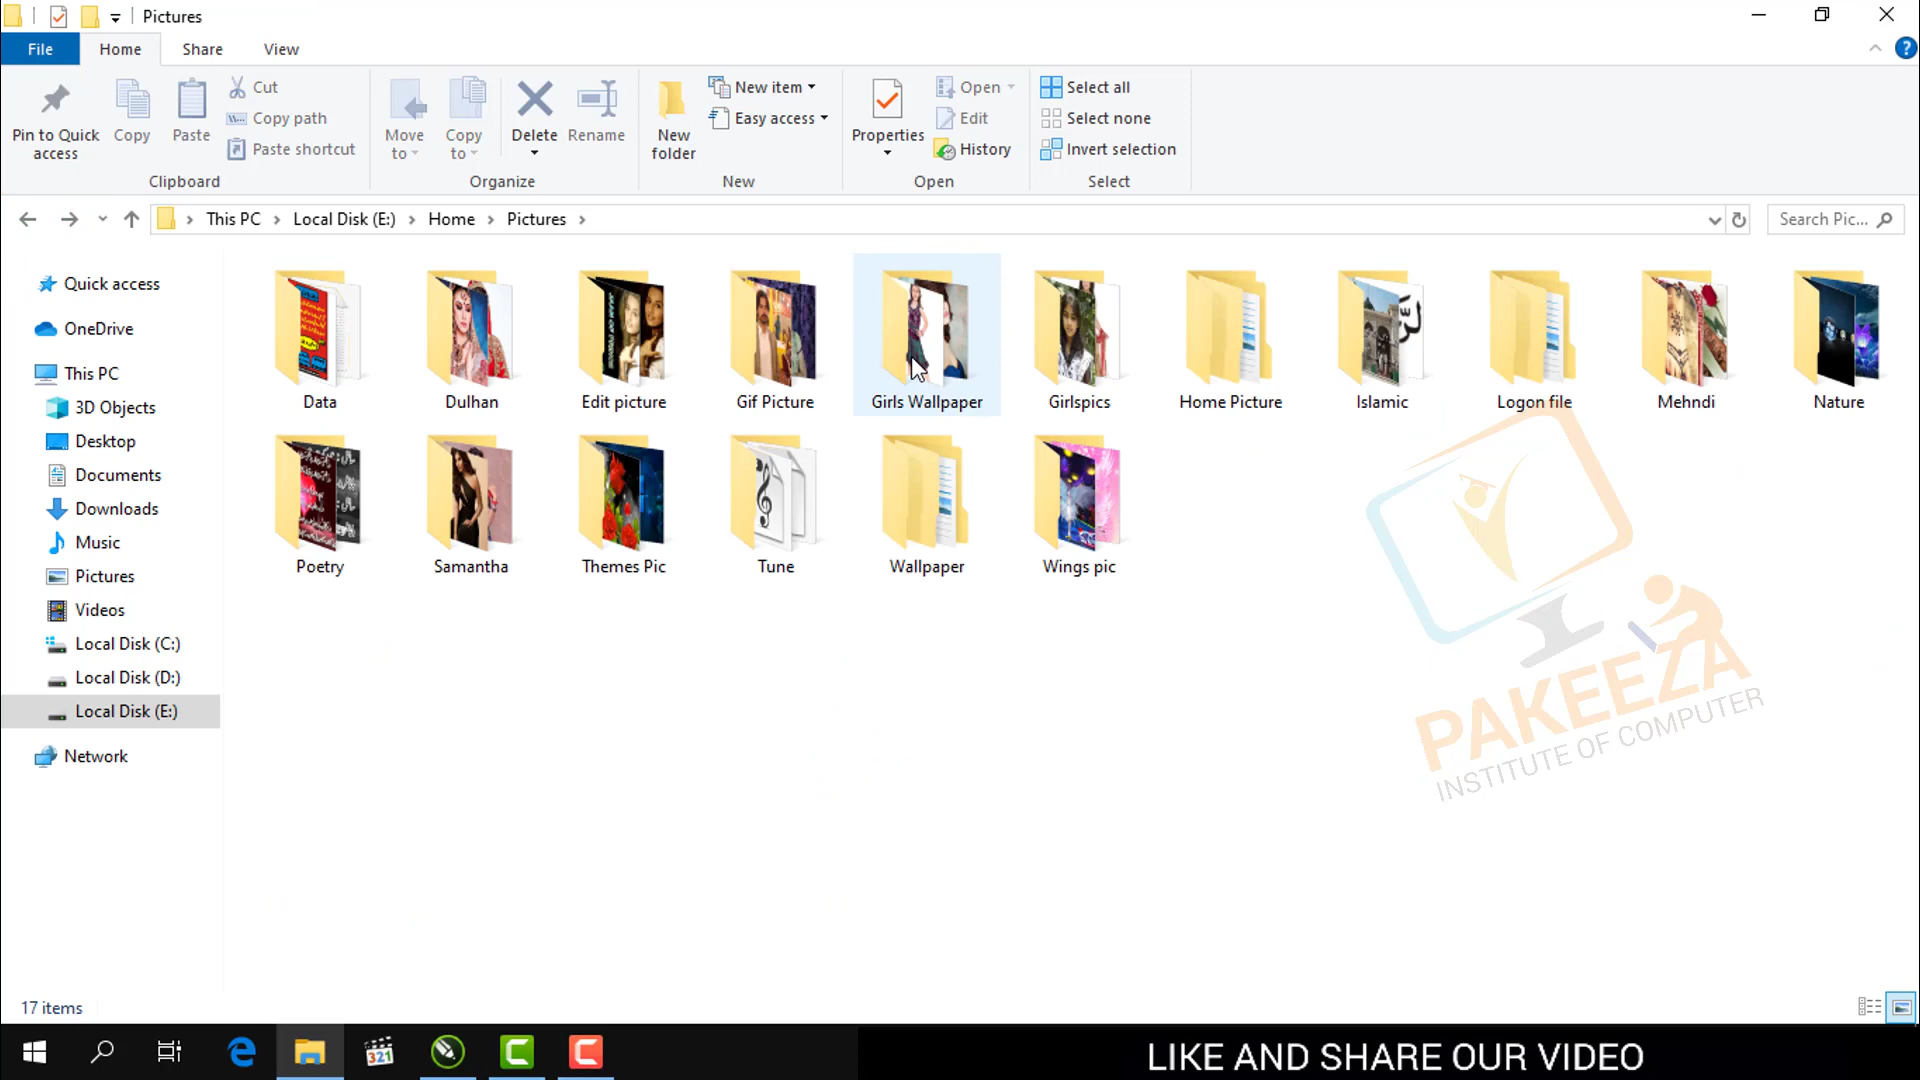 Pictures
File Home Share View
Pin to Quick access
Copy
Paste
Cut
Copy path
Paste shortcut
Clipboard
Move to
Copy to
Delete
Rename
Organize
New folder
New item
Easy access
New
Properties
Open
Edit
History
Open
Select all
Select none
Invert selection
Select
This PC Local Disk (E:) Home Pictures
Search Pic...
Quick access
OneDrive
This PC
3D Objects
Desktop
Documents
Downloads
Music
Pictures
Videos
Local Disk (C:)
Local Disk (D:)
Local Disk (E:)
Network
Data Dulhan Edit picture Gif Picture Girls Wallpaper Girlspics Home Picture Islamic Logon file Mehndi Nature
Poetry Samantha Themes Pic Tune Wallpaper Wings pic
PAKEEZA
INSTITUTE OF COMPUTER
17 items
321
LIKE AND SHARE OUR VIDEO